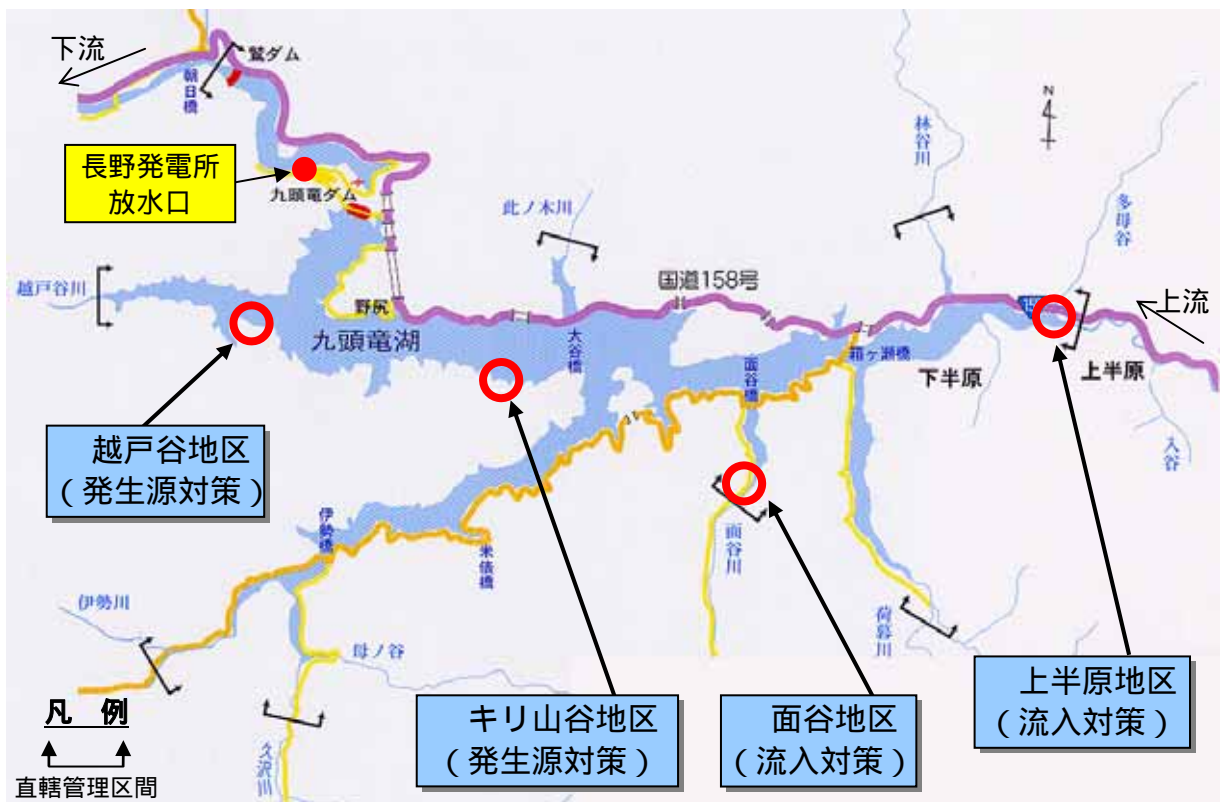 下流
鷲ダム
朝日橋
長野発電所
放水口
九頭竜ダム
N
林谷川
多母谷
此ノ木川
国道158号
越戸谷川
野尻
九頭竜湖
大谷橋
面谷橋
箱ヶ瀬橋
下半原
上半原
上流
入谷
越戸谷地区
(発生源対策)
伊勢橋
米俵橋
面谷川
荷暮川
伊勢川
母ノ谷
久沢川
キリ山谷地区
(発生源対策)
面谷地区
(流入対策)
上半原地区
(流入対策)
凡 例
直轄管理区間